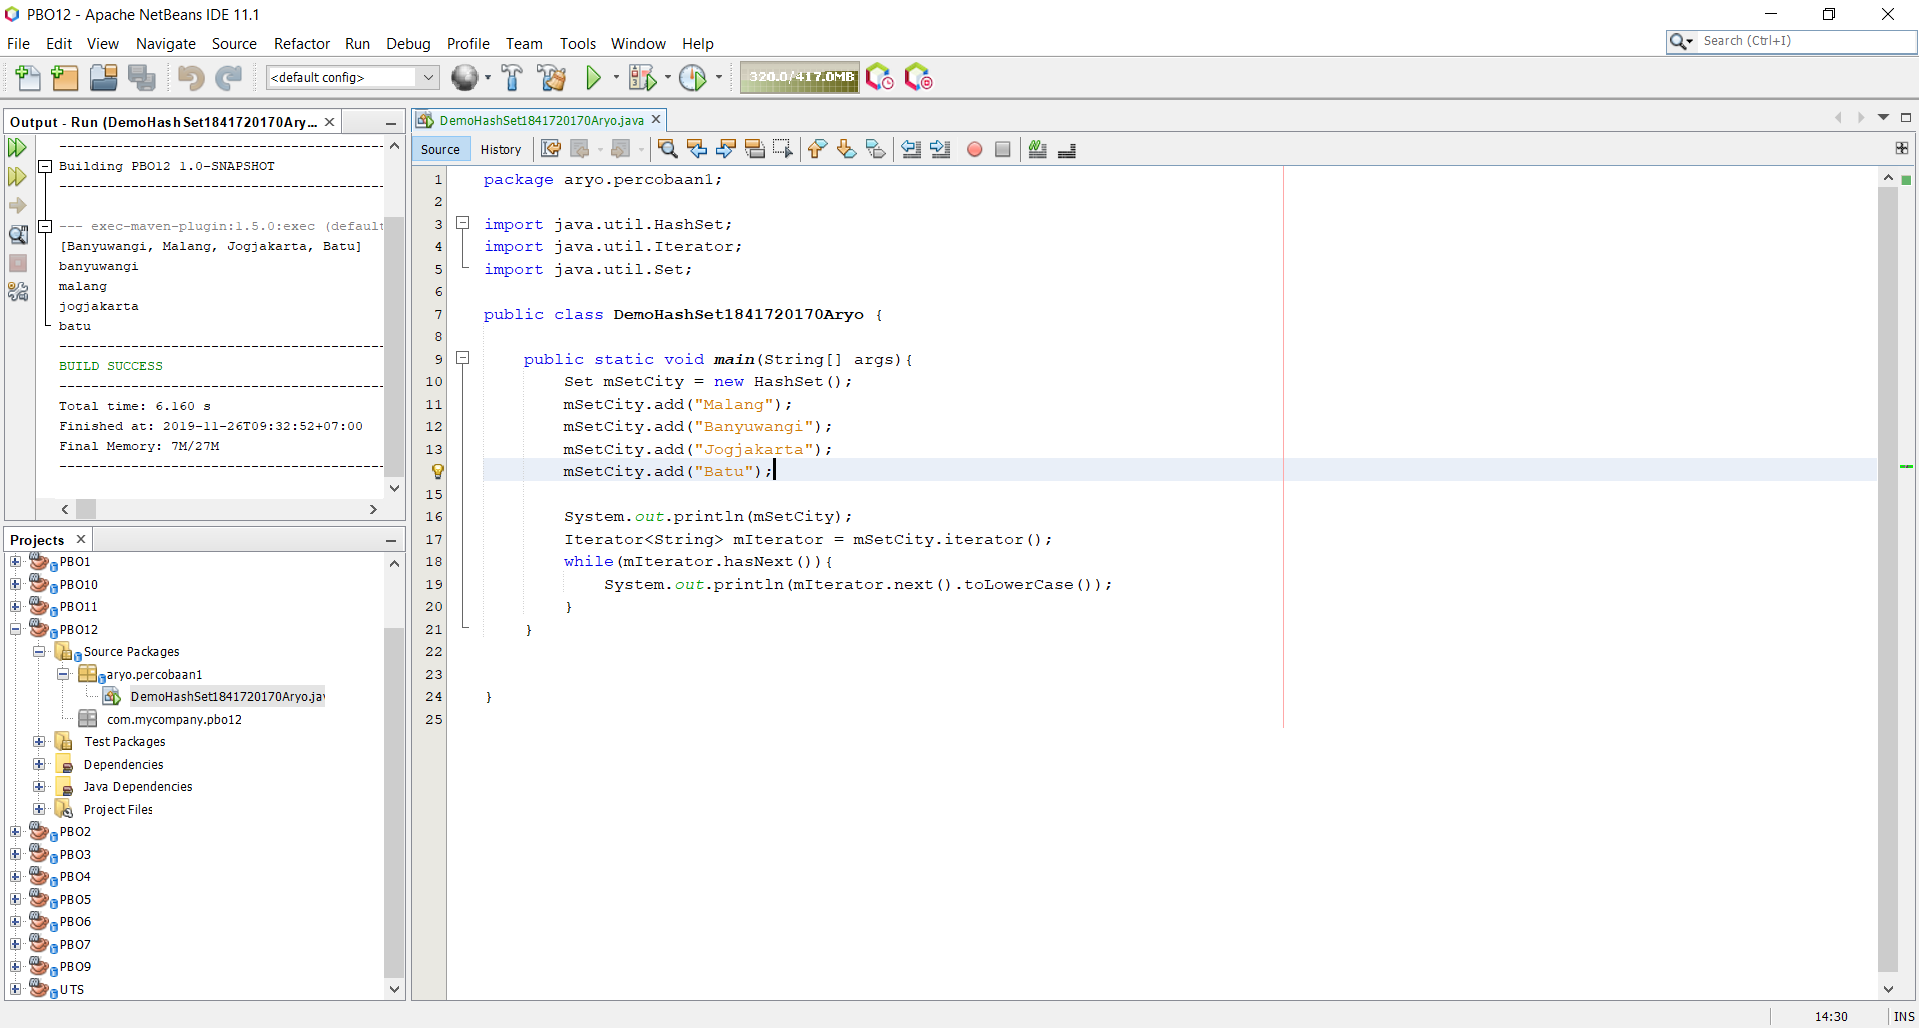 PBO12 - Apache NetBeans IDE 11.1
File Edit View Navigate Source Refactor Run Debug Profile Team Tools Window Help
Search (Ctrl+I)
<default config>
320.0/417.0MB
Output - Run (DemoHashSet1841720170Ary...
Building PBO12 1.0-SNAPSHOT
--- exec-maven-plugin:1.5.0:exec (default
[Banyuwangi, Malang, Jogjakarta, Batu]
banyuwangi
malang
jogjakarta
batu
BUILD SUCCESS
Total time: 6.160 s
Finished at: 2019-11-26T09:32:52+07:00
Final Memory: 7M/27M
Projects
PBO1
PBO10
PBO11
PBO12
Source Packages
aryo.percobaan1
DemoHashSet1841720170Aryo.jav
com.mycompany.pbo12
Test Packages
Dependencies
Java Dependencies
Project Files
PBO2
PBO3
PBO4
PBO5
PBO6
PBO7
PBO9
UTS
DemoHashSet1841720170Aryo.java
Source History
1 package aryo.percobaan1;
2
3 import java.util.HashSet;
4 import java.util.Iterator;
5 import java.util.Set;
6
7 public class DemoHashSet1841720170Aryo {
8
9 public static void main(String[] args){
10 Set mSetCity = new HashSet();
11 mSetCity.add("Malang");
12 mSetCity.add("Banyuwangi");
13 mSetCity.add("Jogjakarta");
mSetCity.add("Batu");
15
16 System.out.println(mSetCity);
17 Iterator<String> mIterator = mSetCity.iterator();
18 while(mIterator.hasNext()){
19 System.out.println(mIterator.next().toLowerCase());
20 }
21 }
22
23
24 }
25
14:30 INS